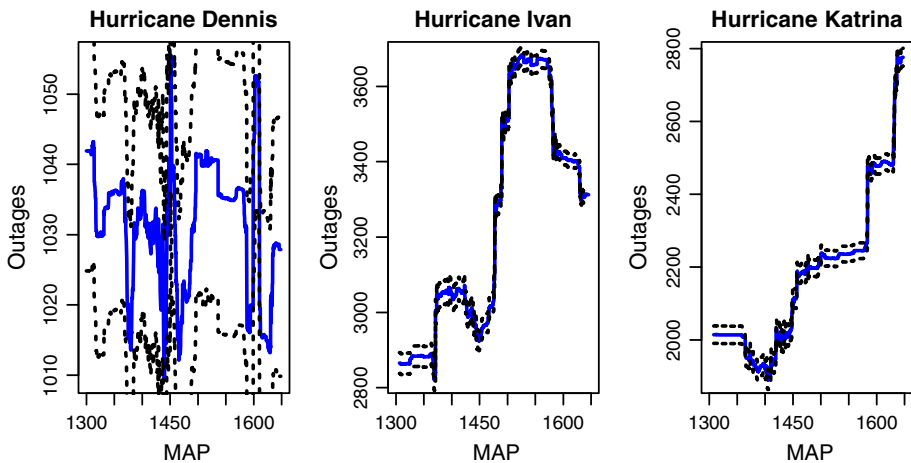 Hurricane Dennis
Outages
1010 1020 1030 1040 1050
1300 1450 1600
MAP
Hurricane Ivan
Outages
2800 3000 3200 3400 3600
1300 1450 1600
MAP
Hurricane Katrina
Outages
2000 2200 2400 2600 2800
1300 1450 1600
MAP